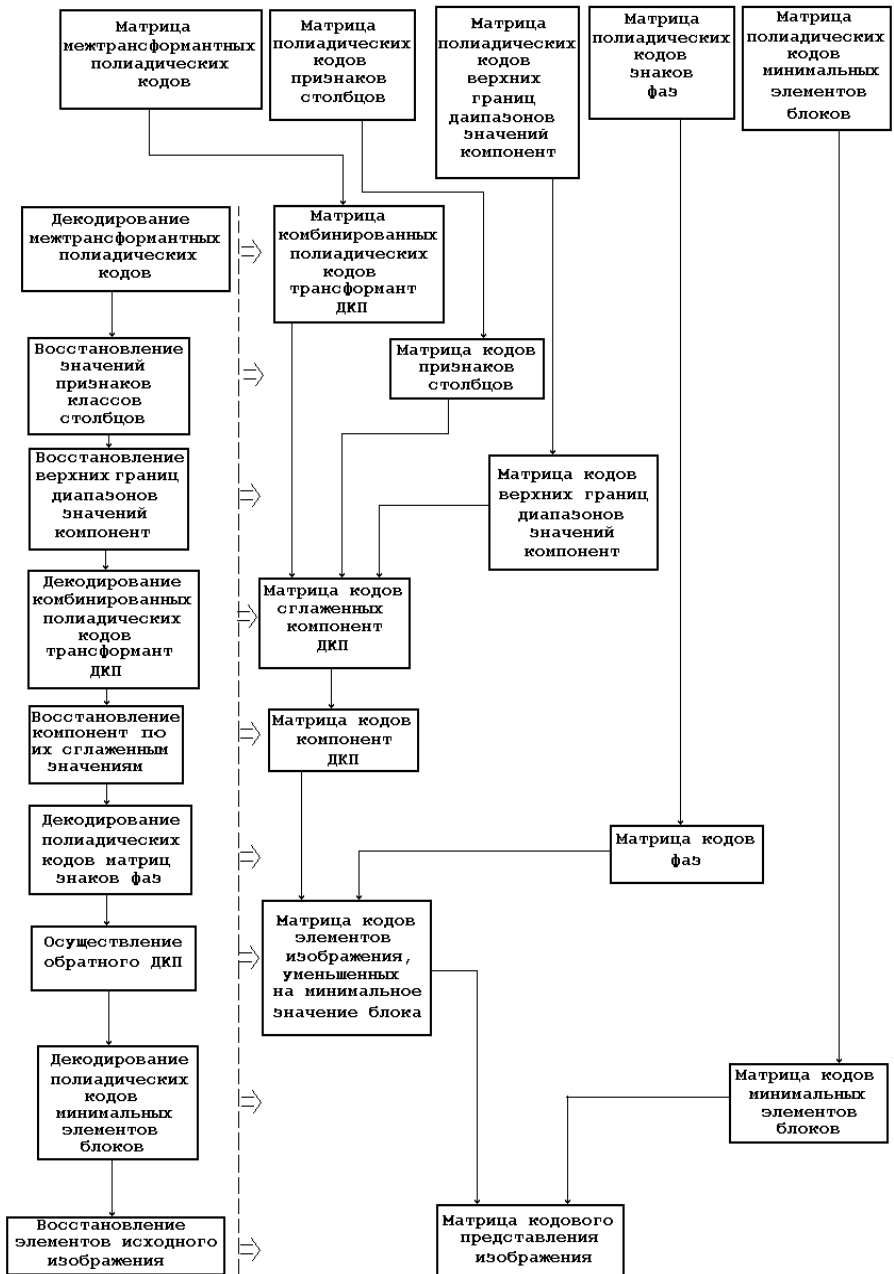 Матрица
межтрансформантных
полиадических
кодов
Матрица
полиадических
кодов
признаков
столбцов
Матрица
полиадических
кодов
верхних
границ
даипазонов
значений
компонент
Матрица
полиадических
кодов
знаков
фаз
Матрица
полиадических
кодов
минимальных
элементов
блоков
Декодирование
межтрансформантных
полиадических
кодов
Матрица
комбинированных
полиадических
кодов
трансформант
ДКП
Восстановление
значений
признаков
классов
столбцов
Матрица кодов
признаков
столбцов
Восстановление
верхних границ
диапазонов
значений
компонент
Матрица кодов
верхних границ
диапазонов
значений
компонент
Декодирование
комбинированных
полиадических
кодов
трансформант
ДКП
Матрица кодов
сглаженных
компонент
ДКП
Восстановление
компонент по
их сглаженным
значениям
Матрица кодов
компонент
ДКП
Декодирование
полиадических
кодов матриц
знаков фаз
Матрица кодов
фаз
Осуществление
обратного ДКП
Матрица кодов
элементов
изображения,
уменьшенных
на минимальное
значение блока
Декодирование
полиадических
кодов
минимальных
элементов
блоков
Матрица кодов
минимальных
элементов
блоков
Восстановление
элементов исходного
изображения
Матрица кодового
представления
изображения